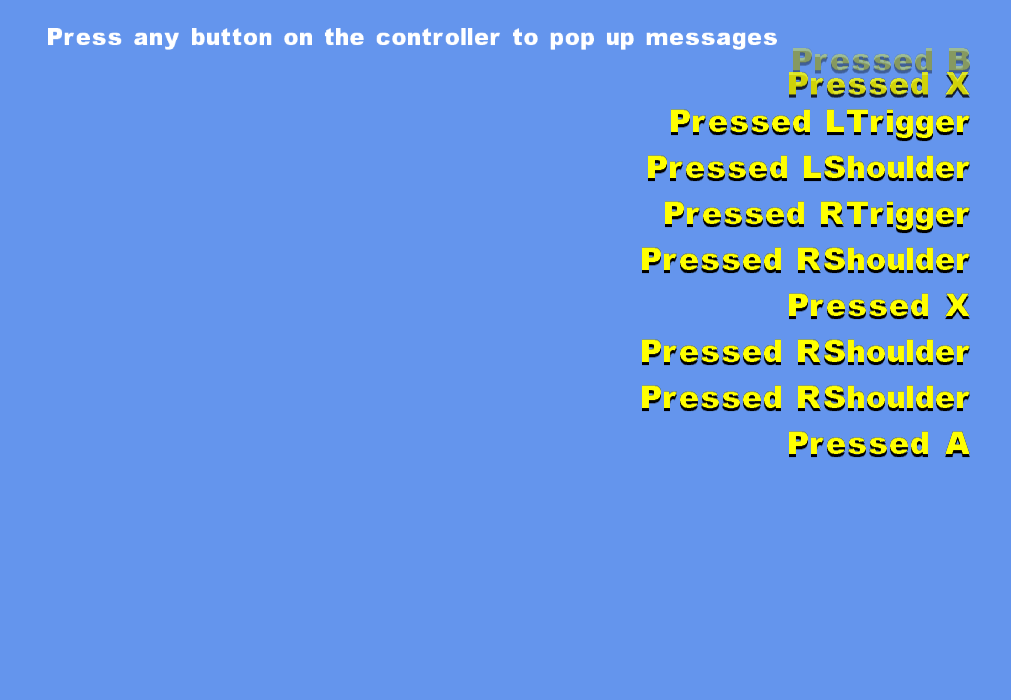 Press any button on the controller to pop up messages
Pressed B
Pressed X
Pressed LTrigger
Pressed LShoulder
Pressed RTrigger
Pressed RShoulder
Pressed X
Pressed RShoulder
Pressed RShoulder
Pressed A